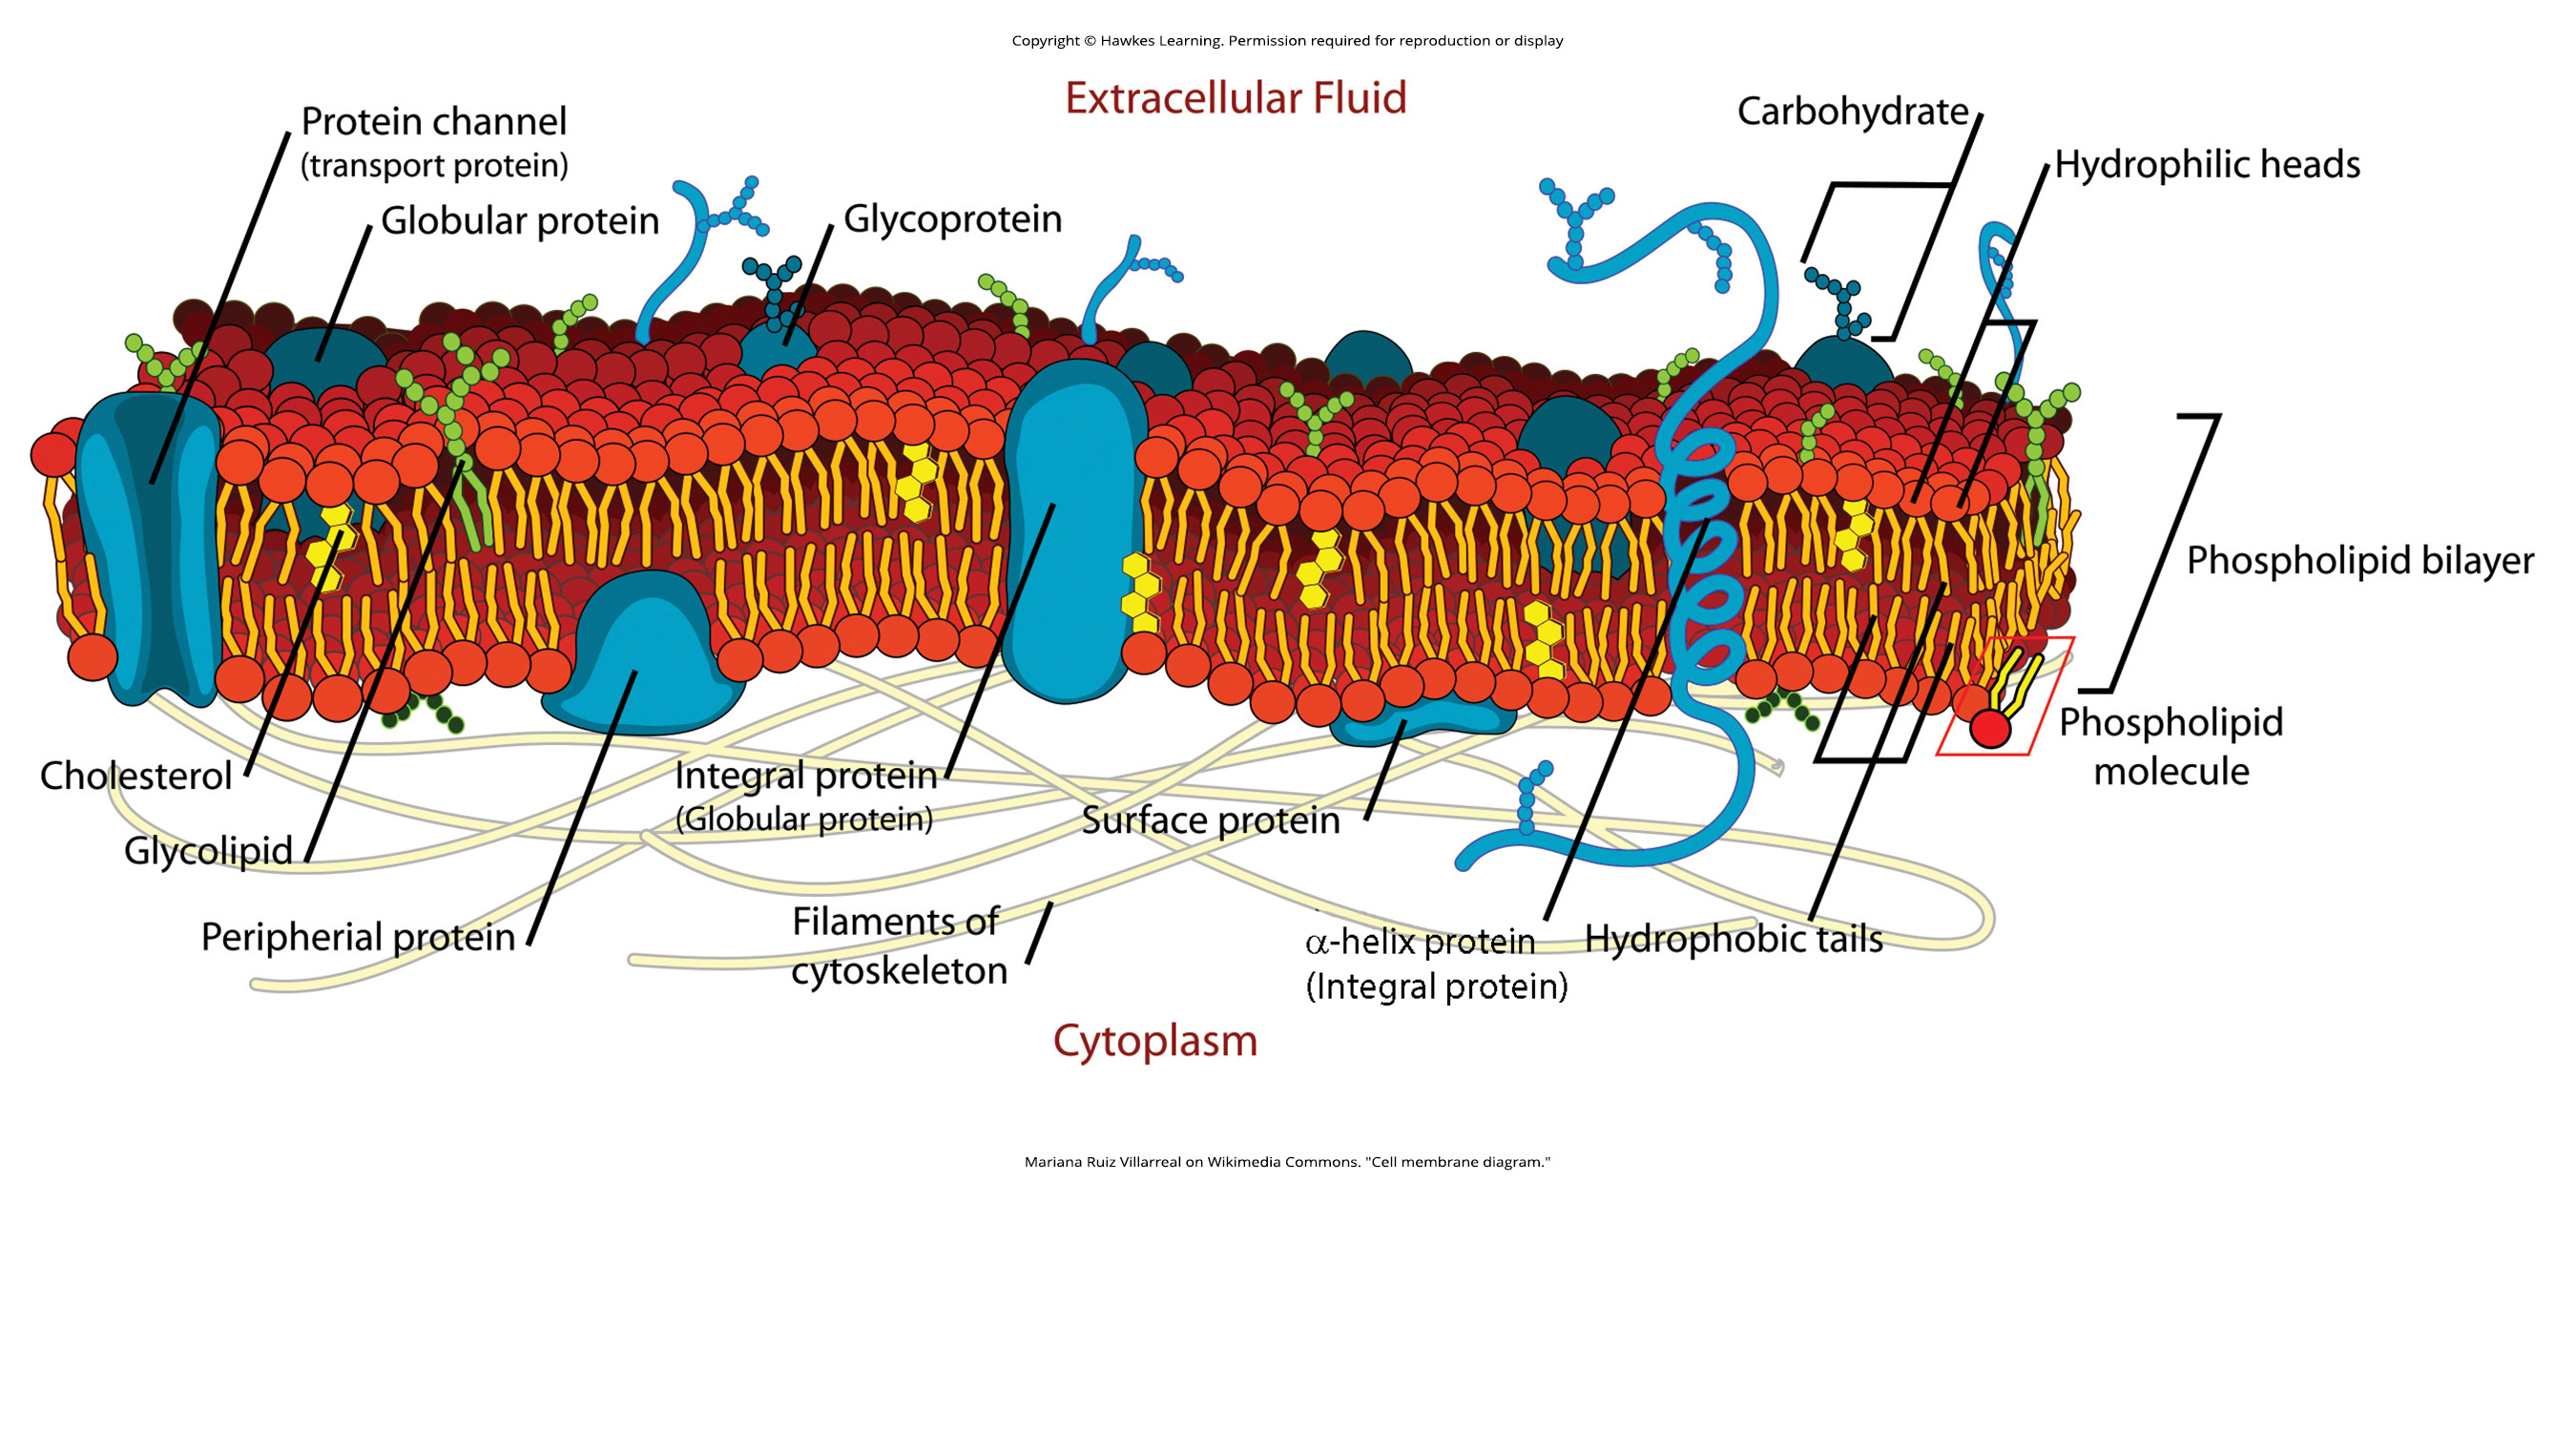 Copyright © Hawkes Learning. Permission required for reproduction or display
Extracellular Fluid
Protein channel
(transport protein)
Globular protein
Glycoprotein
Carbohydrate
Hydrophilic heads
Phospholipid bilayer
Phospholipid
molecule
Cholesterol
Glycolipid
Peripherial protein
Integral protein
(Globular protein)
Surface protein
Filaments of
cytoskeleton
α-helix protein
(Integral protein)
Hydrophobic tails
Cytoplasm
Mariana Ruiz Villarreal on Wikimedia Commons. "Cell membrane diagram."